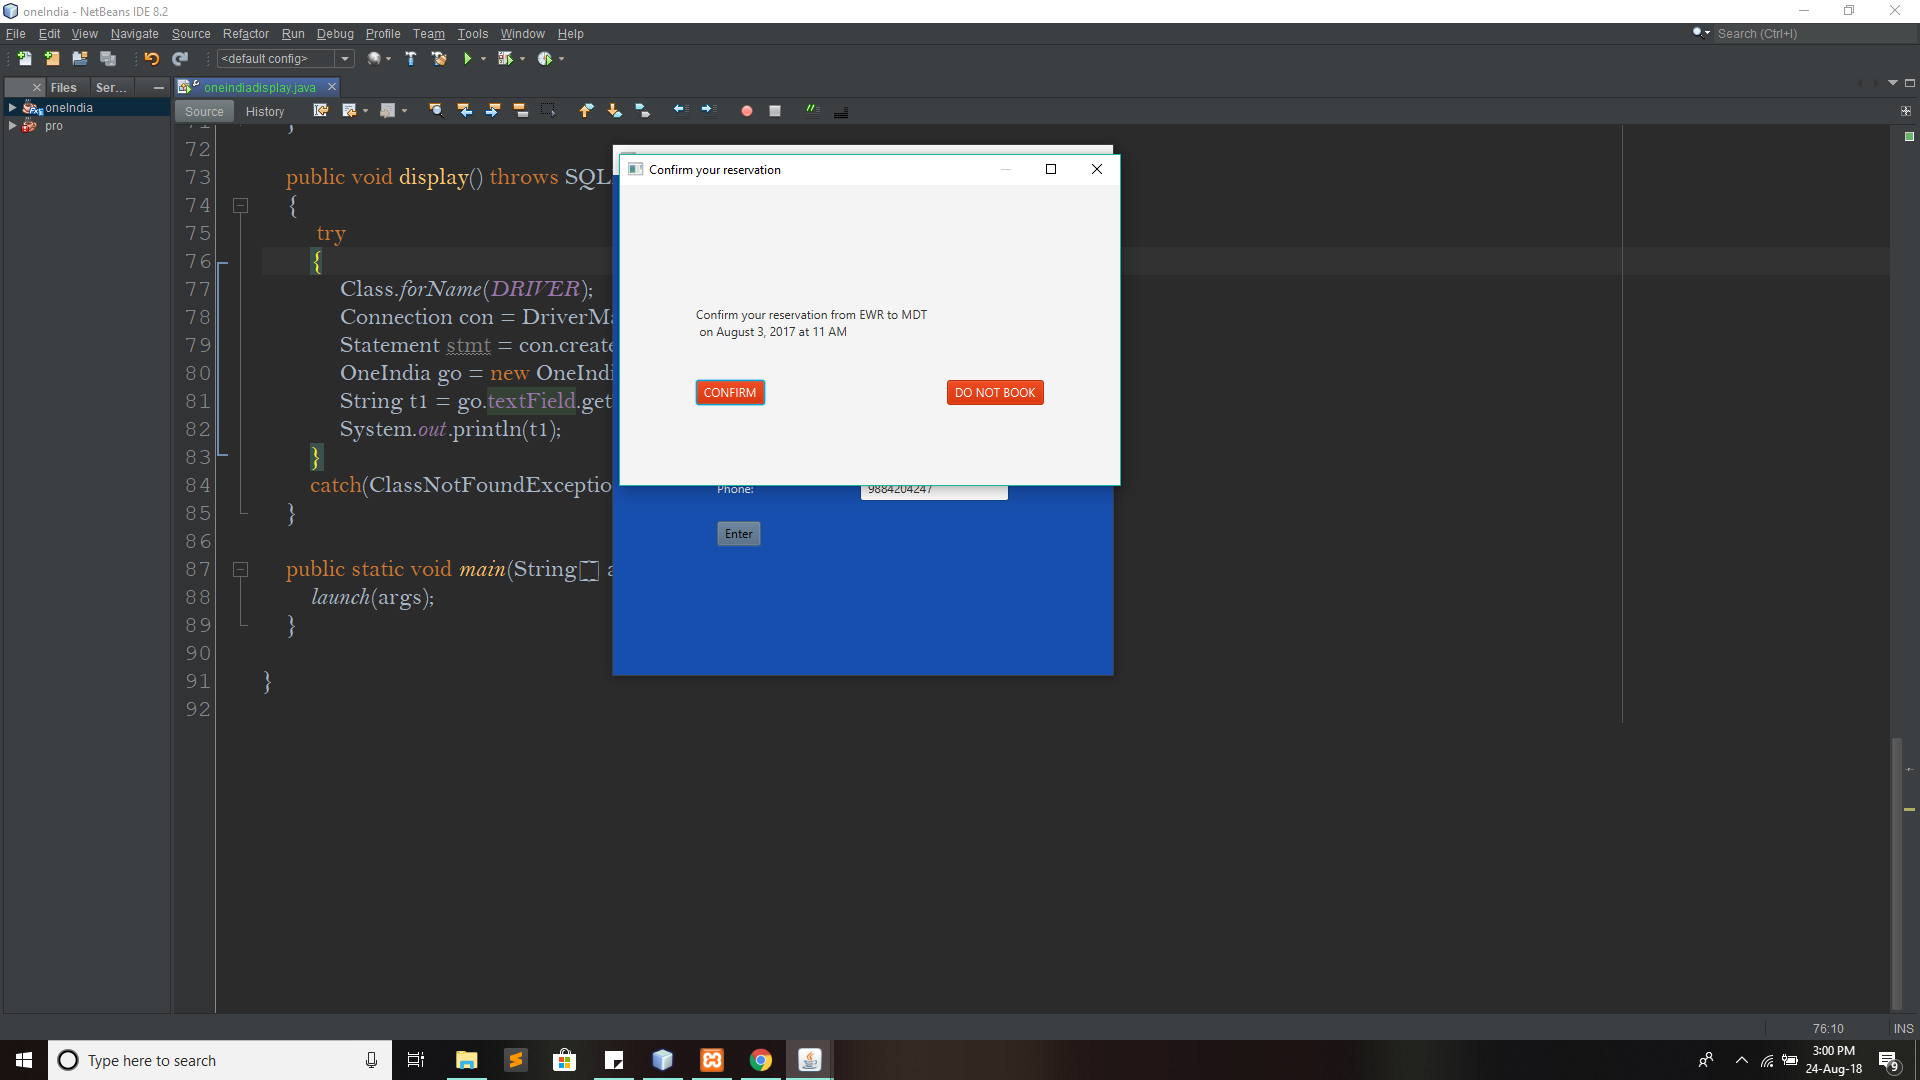 oneIndia - NetBeans IDE 8.2
File Edit View Navigate Source Refactor Run Debug Profile Team Tools Window Help
Search (Ctrl+I)
<default config>
Files Ser...
oneindiadisplay.java
oneIndia
pro
Source History
72
73 public void display() throws SQL
74 {
75 try
76 {
77 Class.forName(DRIVER);
78 Connection con = DriverMa
79 Statement stmt = con.create
80 OneIndia go = new OneIndi
81 String t1 = go.textField.get
82 System.out.println(t1);
83 }
84 catch(ClassNotFoundExceptio
85 }
86
87 public static void main(String[] a
88 launch(args);
89 }
90
91 }
92
Confirm your reservation
Confirm your reservation from EWR to MDT
on August 3, 2017 at 11 AM
CONFIRM DO NOT BOOK
Phone: 9884204247
Enter
76:10 INS
Type here to search
3:00 PM
24-Aug-18
9